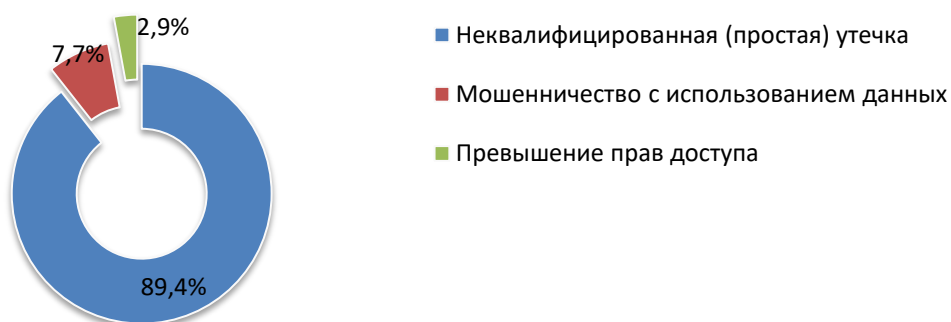 2,9%
7,7%
89,4%
Неквалифицированная (простая) утечка
Мошенничество с использованием данных
Превышение прав доступа